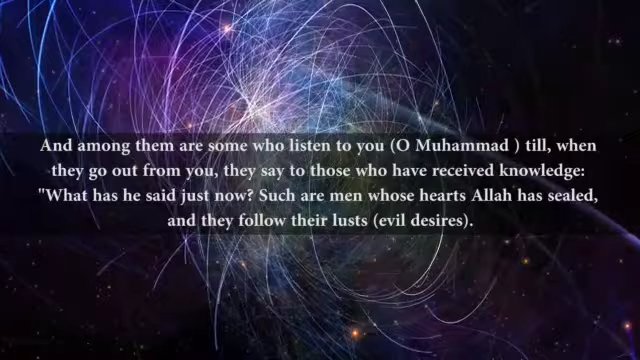 And among them are some who listen to you (O Muhammad ) till, when
they go out from you, they say to those who have received knowledge:
"What has he said just now? Such are men whose hearts Allah has sealed,
and they follow their lusts (evil desires).